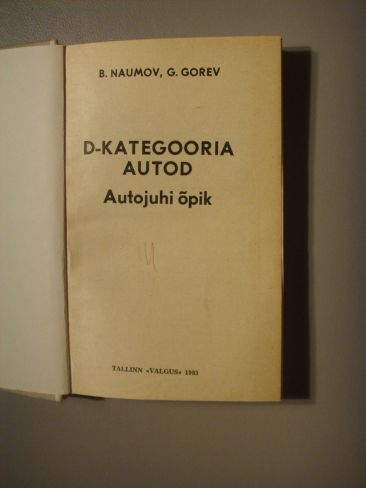 B. NAUMOV, G. GOREV
D-KATEGOORIA
AUTOD
Autojuhi õpik
TALLINN «VALGUS» 1983